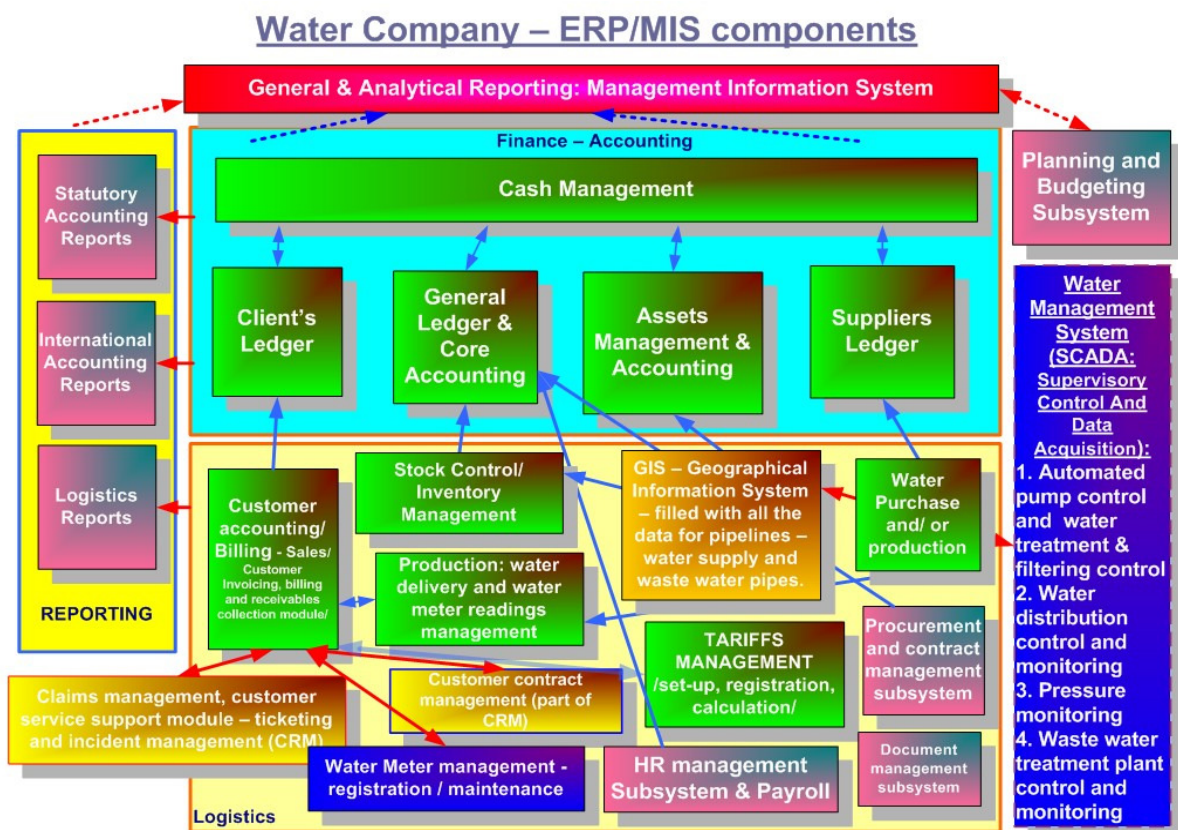 Water Company – ERP/MIS components
General & Analytical Reporting: Management Information System
Finance – Accounting
Cash Management
Statutory
Accounting
Reports
International
Accounting
Reports
Logistics
Reports
REPORTING
Client's
Ledger
General
Ledger &
Core
Accounting
Assets
Management &
Accounting
Suppliers
Ledger
Planning and
Budgeting
Subsystem
Customer
accounting/
Billing - Sales/
Customer
Invoicing, billing
and receivables
collection module/
Stock Control/
Inventory
Management
Production: water
delivery and water
meter readings
management
GIS – Geographical
Information System
– filled with all the
data for pipelines –
water supply and
waste water pipes.
Water
Purchase
and/ or
production
TARIFFS
MANAGEMENT
/set-up, registration,
calculation/
Procurement
and contract
management
subsystem
Claims management, customer
service support module – ticketing
and incident management (CRM)
Customer contract
management (part of
CRM)
Water Meter management -
registration / maintenance
HR management
Subsystem & Payroll
Document
management
subsystem
Logistics
Water
Management
System
(SCADA:
Supervisory
Control And
Data
Acquisition):
1. Automated
pump control
and water
treatment &
filtering control
2. Water
distribution
control and
monitoring
3. Pressure
monitoring
4. Waste water
treatment plant
control and
monitoring